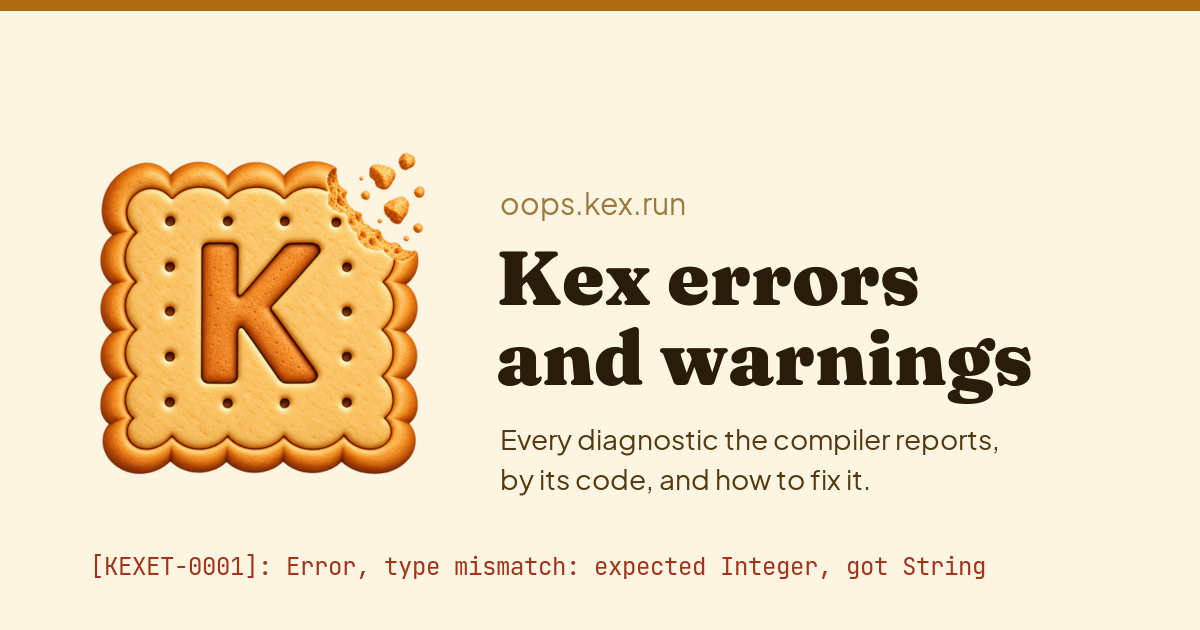 K
oops.kex.run
Kex errors
and warnings
Every diagnostic the compiler reports,
by its code, and how to fix it.
[KEXET-0001]: Error, type mismatch: expected Integer, got String